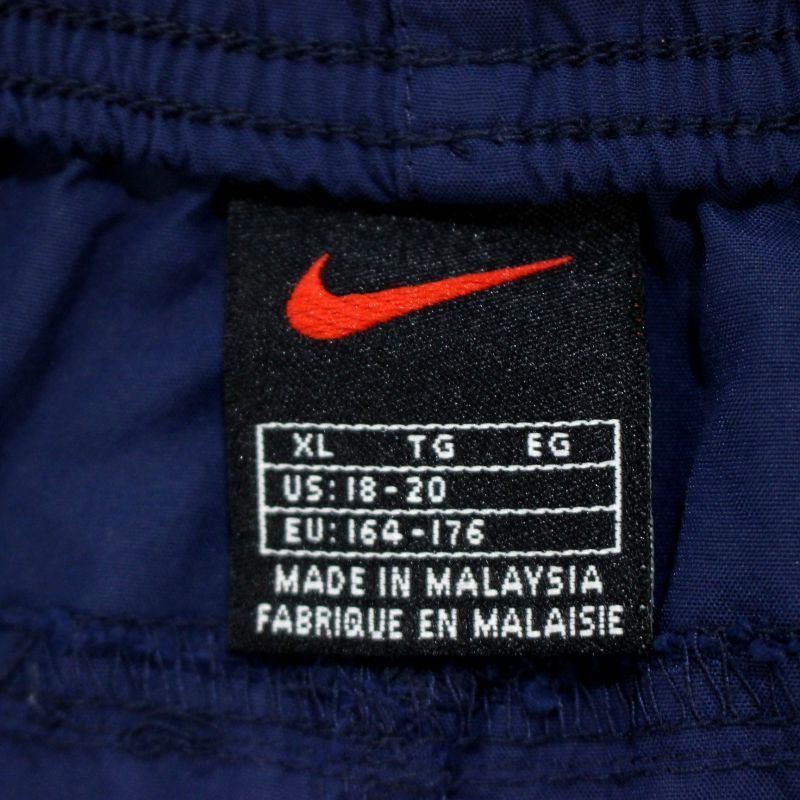 XL TG EG
US: 18-20
EU: 164-176
MADE IN MALAYSIA
FABRIQUE EN MALAISIE